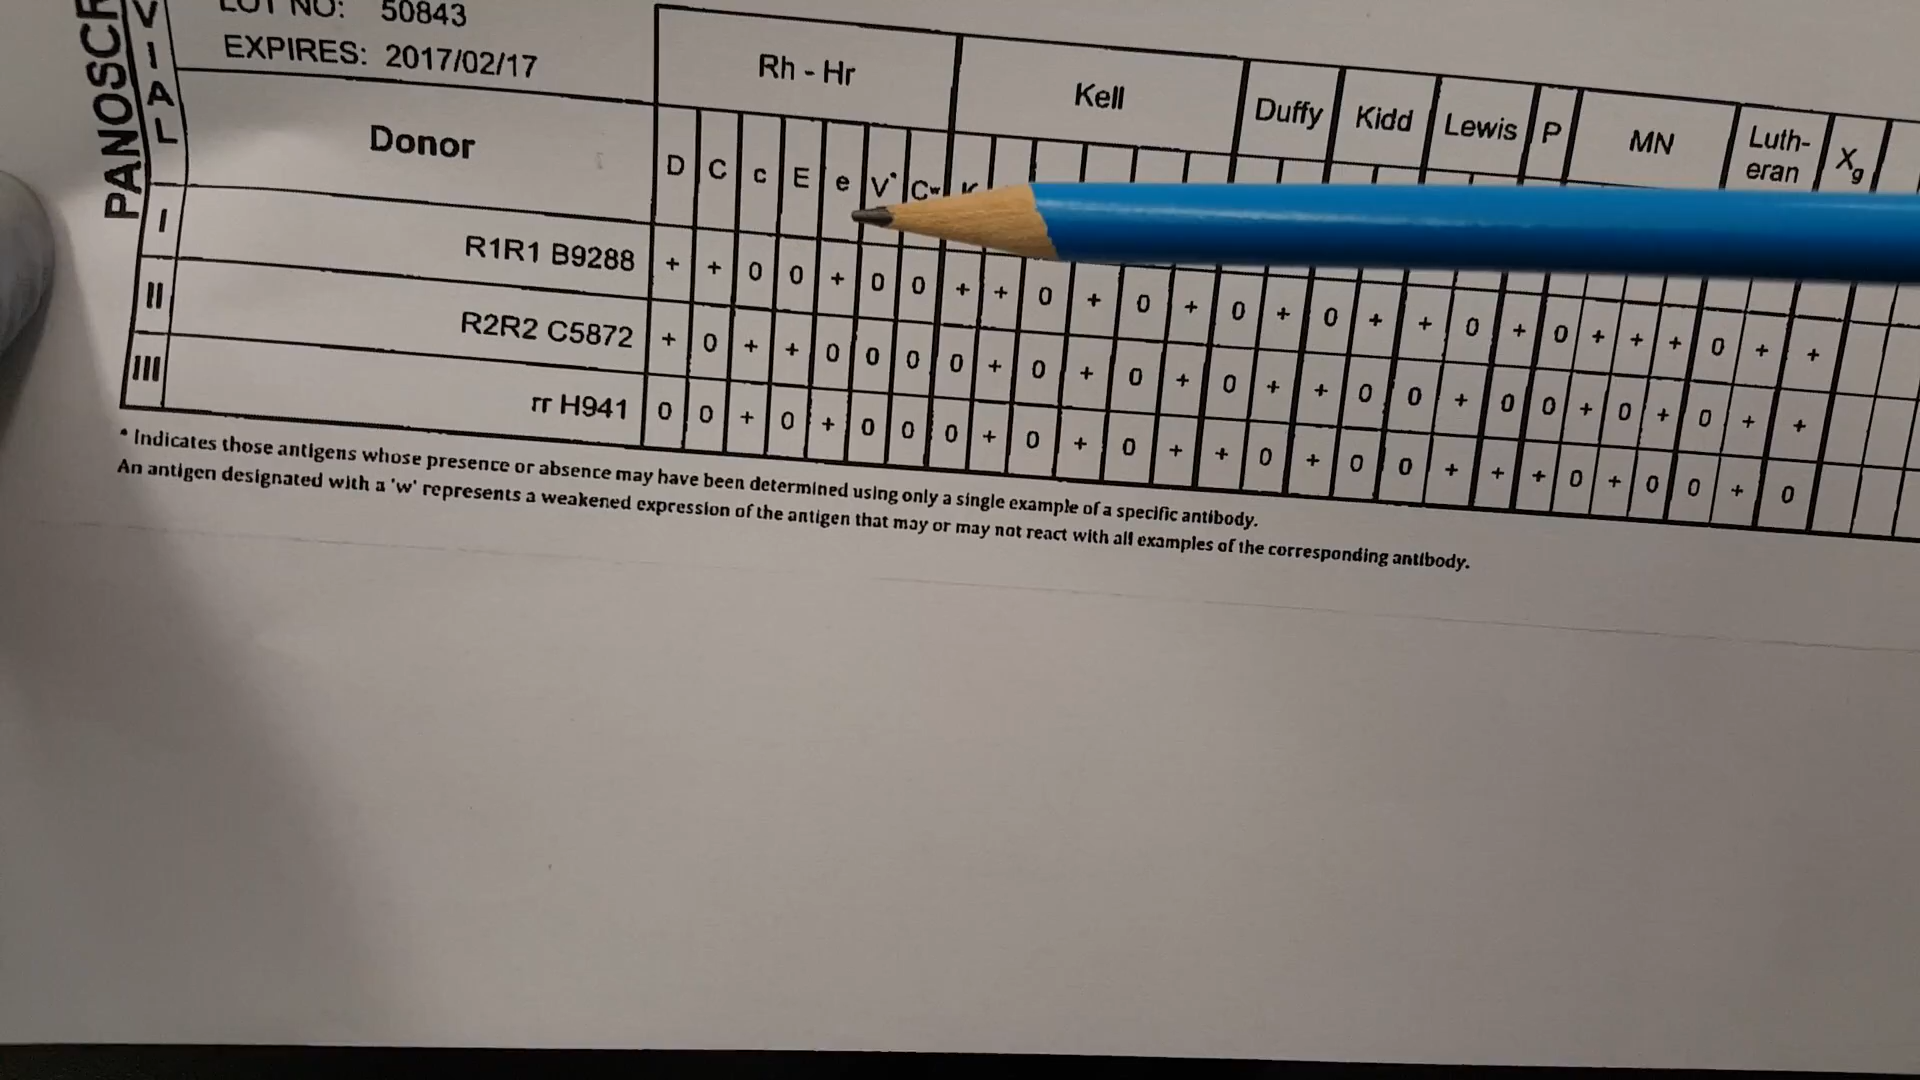 PANOSCR
VIAL
LOT NO: 50843
EXPIRES: 2017/02/17
Donor
Rh - Hr Kell Duffy Kidd Lewis P MN Luth-eran Xg
D C c E e V* Cw K
I R1R1 B9288 + + 0 0 + 0 0 + + 0 + 0 + 0 + 0 + + 0 + 0 + + + 0 + +
II R2R2 C5872 + 0 + + 0 0 0 0 + 0 + 0 + 0 + + 0 0 + 0 0 + 0 + 0 + +
III rr H941 0 0 + 0 + 0 0 0 + 0 + 0 + + 0 + 0 0 + + + 0 + 0 0 + 0
* Indicates those antigens whose presence or absence may have been determined using only a single example of a specific antibody.
An antigen designated with a 'w' represents a weakened expression of the antigen that may or may not react with all examples of the corresponding antibody.